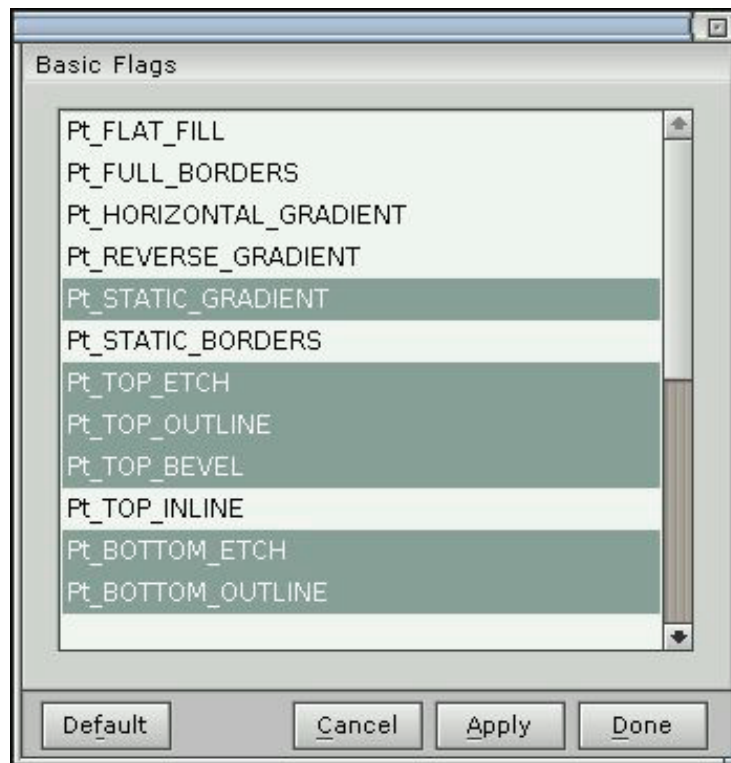 Basic Flags
Pt_FLAT_FILL
Pt_FULL_BORDERS
Pt_HORIZONTAL_GRADIENT
Pt_REVERSE_GRADIENT
Pt_STATIC_GRADIENT
Pt_STATIC_BORDERS
Pt_TOP_ETCH
Pt_TOP_OUTLINE
Pt_TOP_BEVEL
Pt_TOP_INLINE
Pt_BOTTOM_ETCH
Pt_BOTTOM_OUTLINE
Default Cancel Apply Done